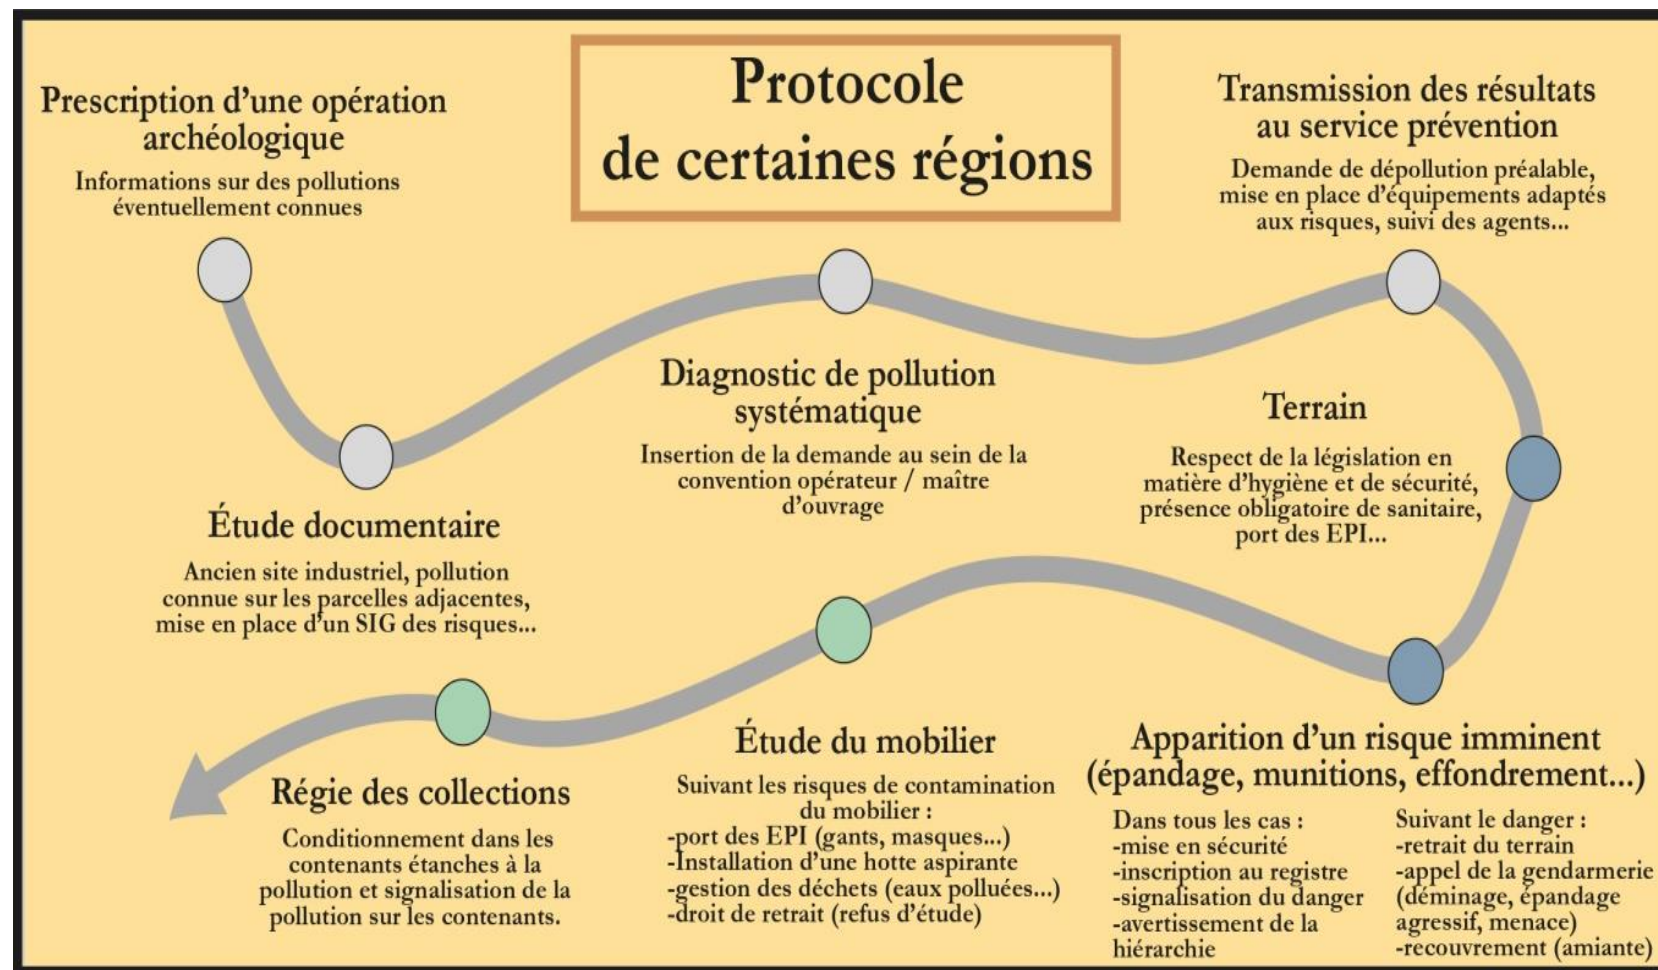 Protocole
de certaines régions
Prescription d'une opération
archéologique
Informations sur des pollutions
éventuellement connues
Étude documentaire
Ancien site industriel, pollution
connue sur les parcelles adjacentes,
mise en place d'un SIG des risques...
Diagnostic de pollution
systématique
Insertion de la demande au sein de la
convention opérateur / maître
d'ouvrage
Transmission des résultats
au service prévention
Demande de dépollution préalable,
mise en place d'équipements adaptés
aux risques, suivi des agents...
Terrain
Respect de la législation en
matière d'hygiène et de sécurité,
présence obligatoire de sanitaire,
port des EPI...
Apparition d'un risque imminent
(épandage, munitions, effondrement...)
Dans tous les cas :
-mise en sécurité
-inscription au registre
-signalisation du danger
-avertissement de la
hiérarchie
Suivant le danger :
-retrait du terrain
-appel de la gendarmerie
(déminage, épandage
agressif, menace)
-recouvrement (amiante)
Étude du mobilier
Suivant les risques de contamination
du mobilier :
-port des EPI (gants, masques...)
-Installation d'une hotte aspirante
-gestion des déchets (eaux polluées...)
-droit de retrait (refus d'étude)
Régie des collections
Conditionnement dans les
contenants étanches à la
pollution et signalisation de la
pollution sur les contenants.